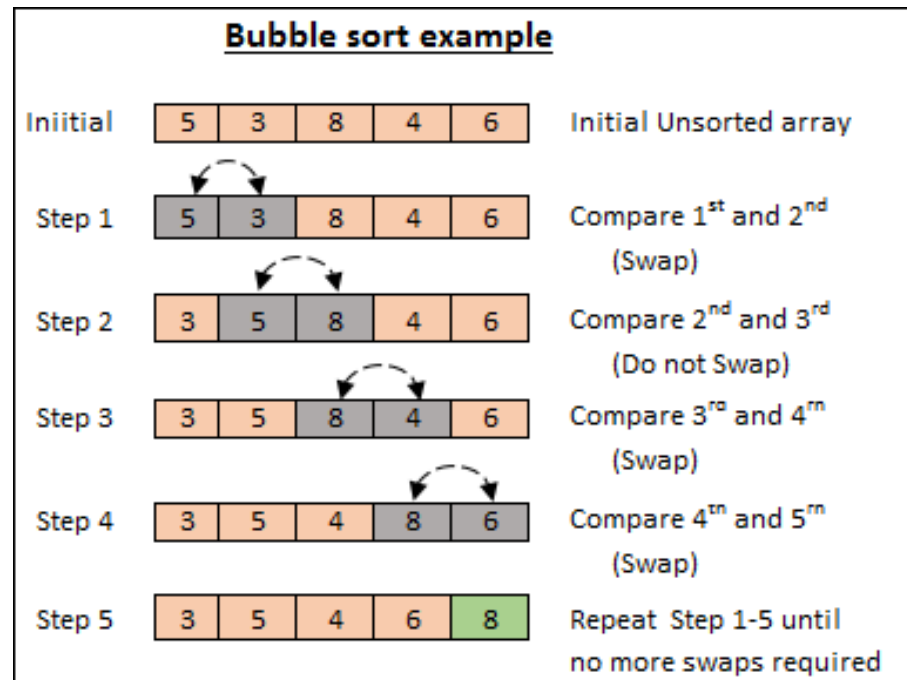 Bubble sort example
Iniitial 5 3 8 4 6 Initial Unsorted array
Step 1 5 3 8 4 6 Compare 1st and 2nd
(Swap)
Step 2 3 5 8 4 6 Compare 2nd and 3rd
(Do not Swap)
Step 3 3 5 8 4 6 Compare 3rd and 4th
(Swap)
Step 4 3 5 4 8 6 Compare 4th and 5th
(Swap)
Step 5 3 5 4 6 8 Repeat Step 1-5 until
no more swaps required